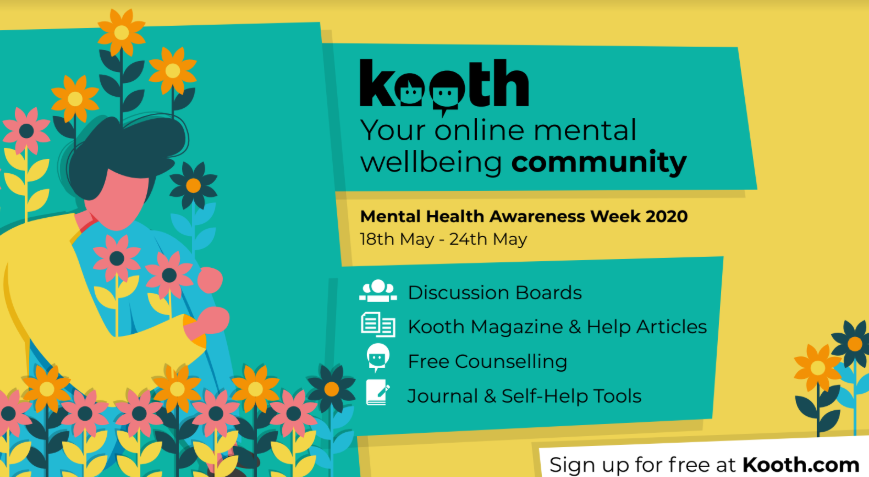 kooth
Your online mental
wellbeing community
Mental Health Awareness Week 2020
18th May - 24th May
Discussion Boards
Kooth Magazine & Help Articles
Free Counselling
Journal & Self-Help Tools
Sign up for free at Kooth.com